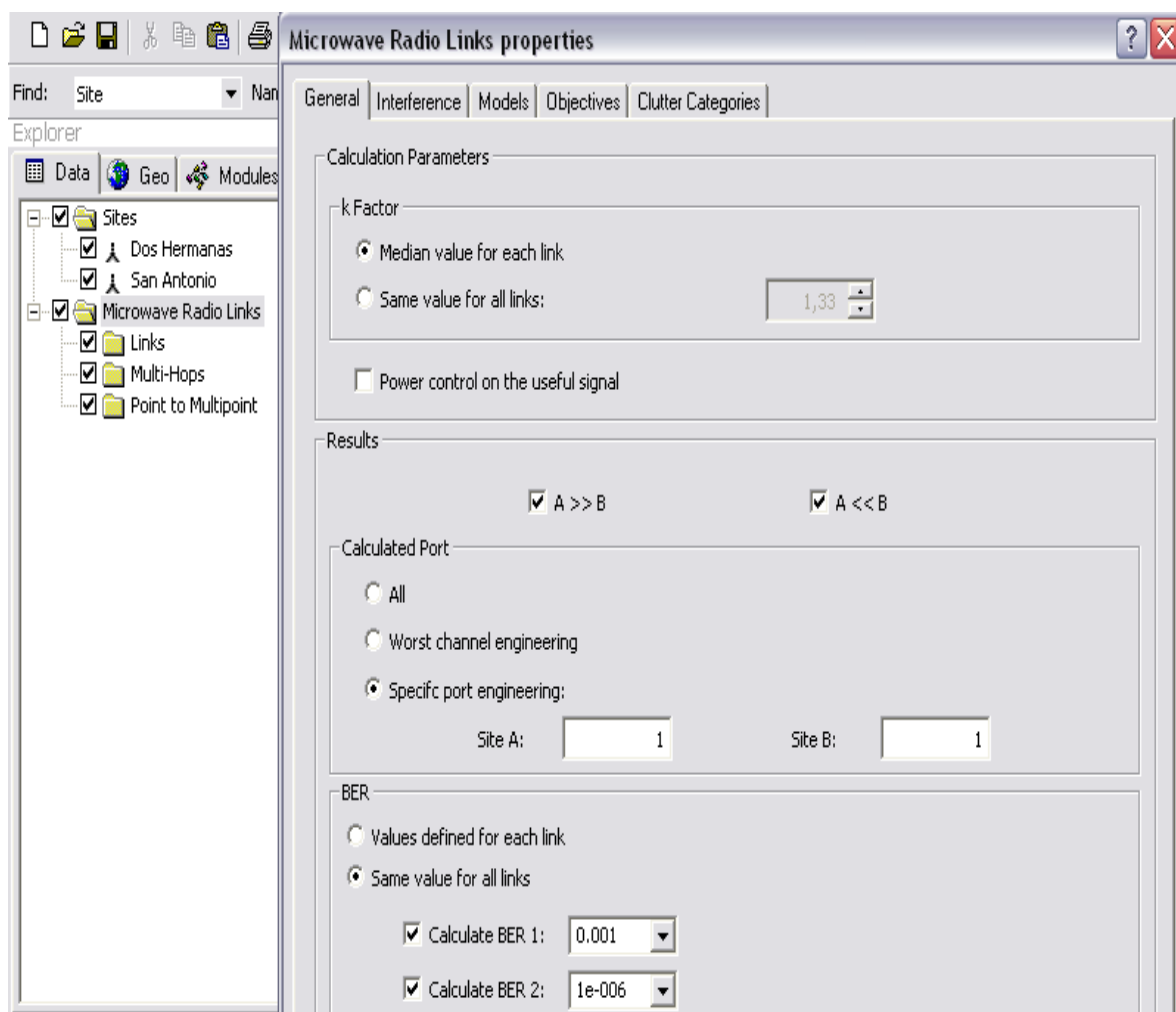 Microwave Radio Links properties
Find: Site Nan
General Interference Models Objectives Clutter Categories
Explorer
Data Geo Modules
Sites
Dos Hermanas
San Antonio
Microwave Radio Links
Links
Multi-Hops
Point to Multipoint
Calculation Parameters
k Factor
Median value for each link
Same value for all links: 1,33
Power control on the useful signal
Results
A >> B A << B
Calculated Port
All
Worst channel engineering
Specifc port engineering:
Site A: 1 Site B: 1
BER
Values defined for each link
Same value for all links
Calculate BER 1: 0.001
Calculate BER 2: 1e-006